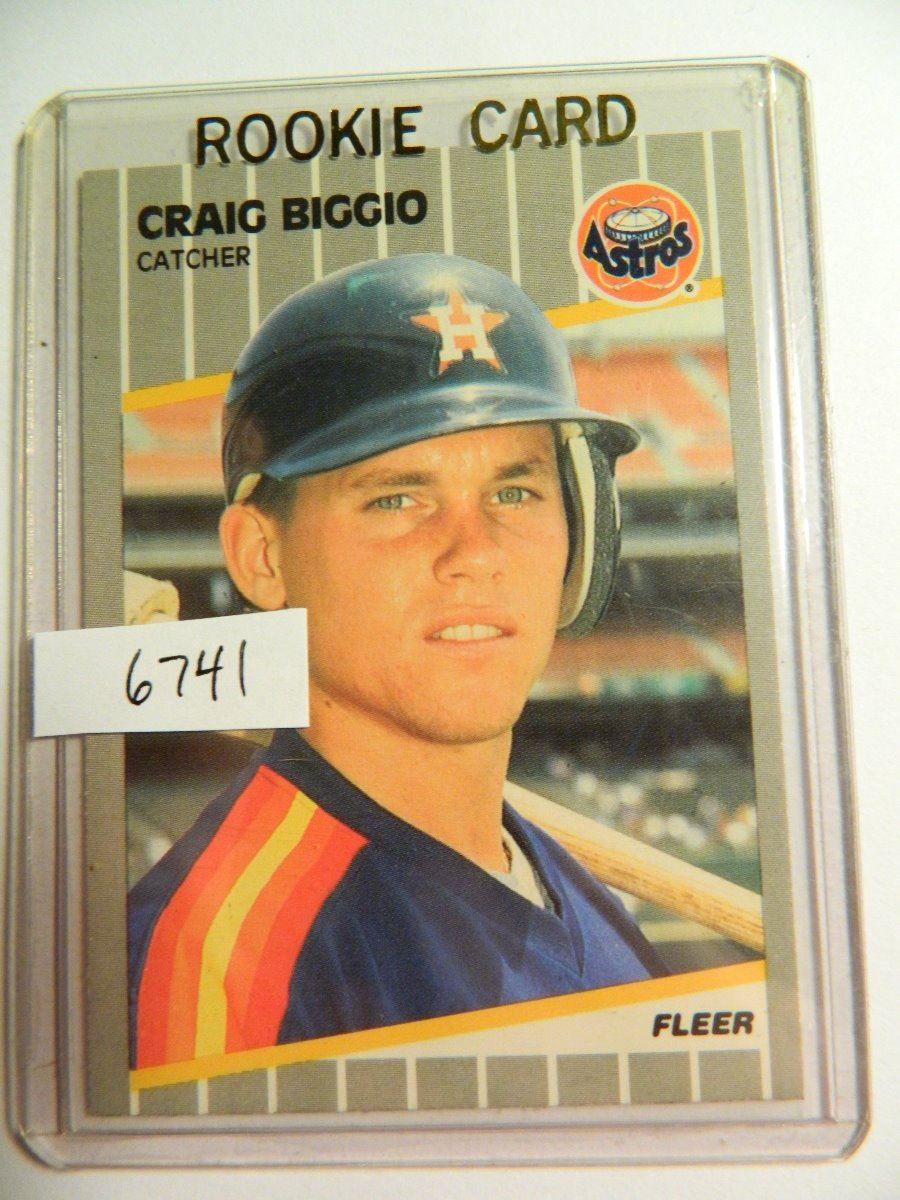 ROOKIE CARD
CRAIG BIGGIO
CATCHER
Astros
®
H
6741
FLEER